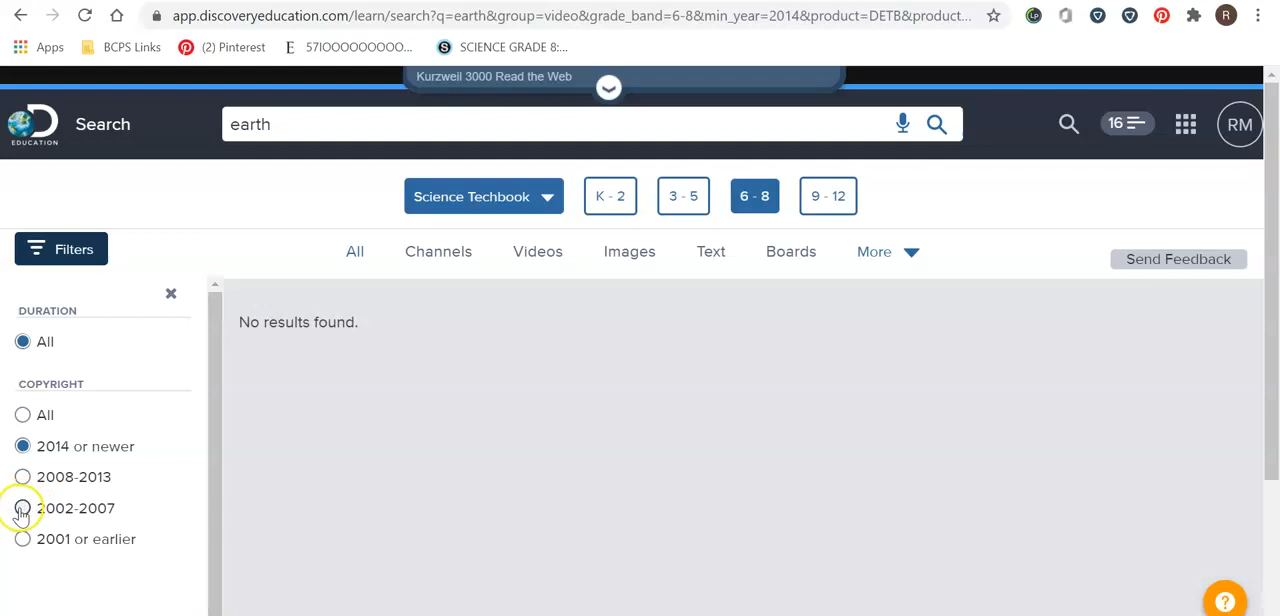 app.discoveryeducation.com/learn/search?q=earth&group=video&grade_band=6-8&min_year=2014&product=DETB&product...
R
Apps
BCPS Links
(2) Pinterest
E 57IOOOOOOOOO...
S SCIENCE GRADE 8:...
Kurzweil 3000 Read the Web
EDUCATION
Search
earth
16
RM
Science Techbook
K - 2
3 - 5
6 - 8
9 - 12
Filters
All
Channels
Videos
Images
Text
Boards
More
Send Feedback
DURATION
All
COPYRIGHT
All
2014 or newer
2008-2013
2002-2007
2001 or earlier
No results found.
?